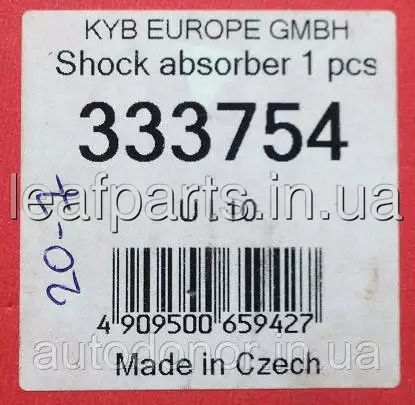 KYB EUROPE GMBH
Shock absorber 1 pcs
333754
leafparts.in.ua
20-7
4 909500 659427
autodonor.in.ua
Made in Czech